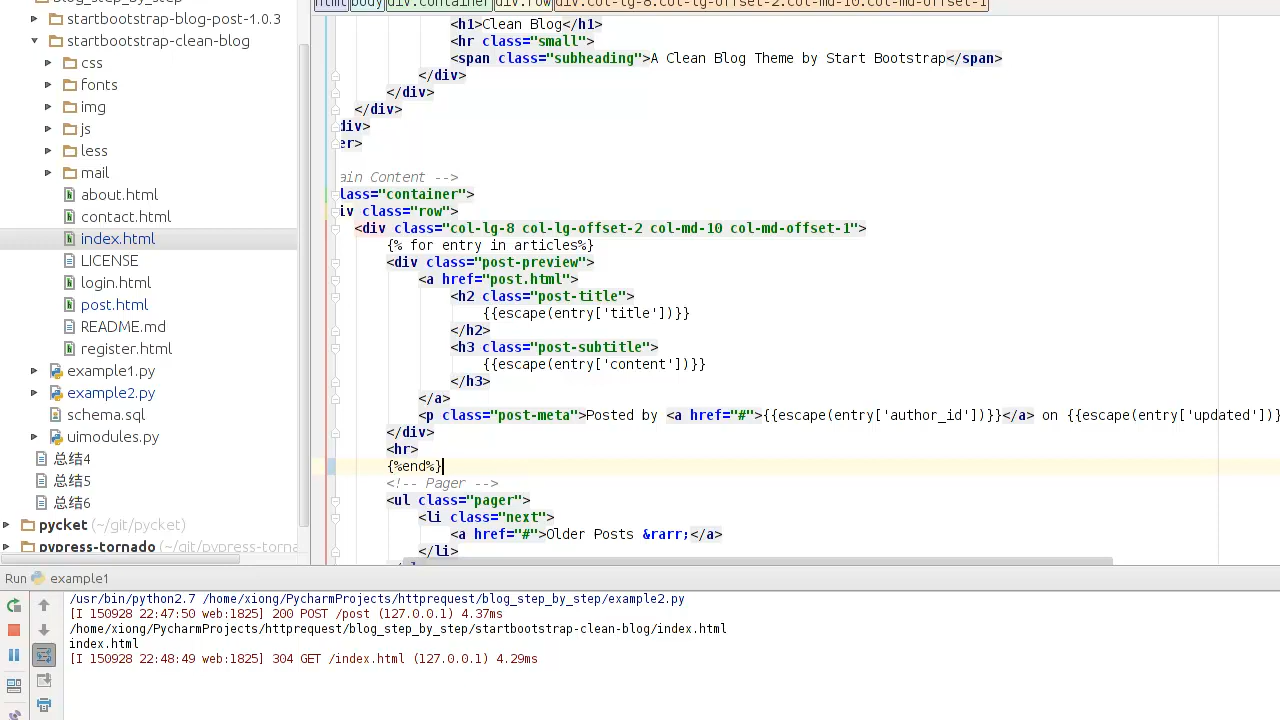 blog_step_by_step
startbootstrap-blog-post-1.0.3
startbootstrap-clean-blog
css
fonts
img
js
less
mail
about.html
contact.html
index.html
LICENSE
login.html
post.html
README.md
register.html
example1.py
example2.py
schema.sql
uimodules.py
总结4
总结5
总结6
pycket (~/git/pycket)
pypress-tornado (~/git/pypress-torna
html body div.container div.row div.col-lg-8.col-lg-offset-2.col-md-10.col-md-offset-1
<h1>Clean Blog</h1>
<hr class="small">
<span class="subheading">A Clean Blog Theme by Start Bootstrap</span>
</div>
</div>
</div>
div>
er>
ain Content -->
lass="container">
iv class="row">
<div class="col-lg-8 col-lg-offset-2 col-md-10 col-md-offset-1">
{% for entry in articles%}
<div class="post-preview">
<a href="post.html">
<h2 class="post-title">
{{escape(entry['title'])}}
</h2>
<h3 class="post-subtitle">
{{escape(entry['content'])}}
</h3>
</a>
<p class="post-meta">Posted by <a href="#">{{escape(entry['author_id'])}}</a> on {{escape(entry['updated'])}
</div>
<hr>
{%end%}
<!-- Pager -->
<ul class="pager">
<li class="next">
<a href="#">Older Posts &rarr;</a>
</li>
Run example1
/usr/bin/python2.7 /home/xiong/PycharmProjects/httprequest/blog_step_by_step/example2.py
[I 150928 22:47:50 web:1825] 200 POST /post (127.0.0.1) 4.37ms
/home/xiong/PycharmProjects/httprequest/blog_step_by_step/startbootstrap-clean-blog/index.html
index.html
[I 150928 22:48:49 web:1825] 304 GET /index.html (127.0.0.1) 4.29ms